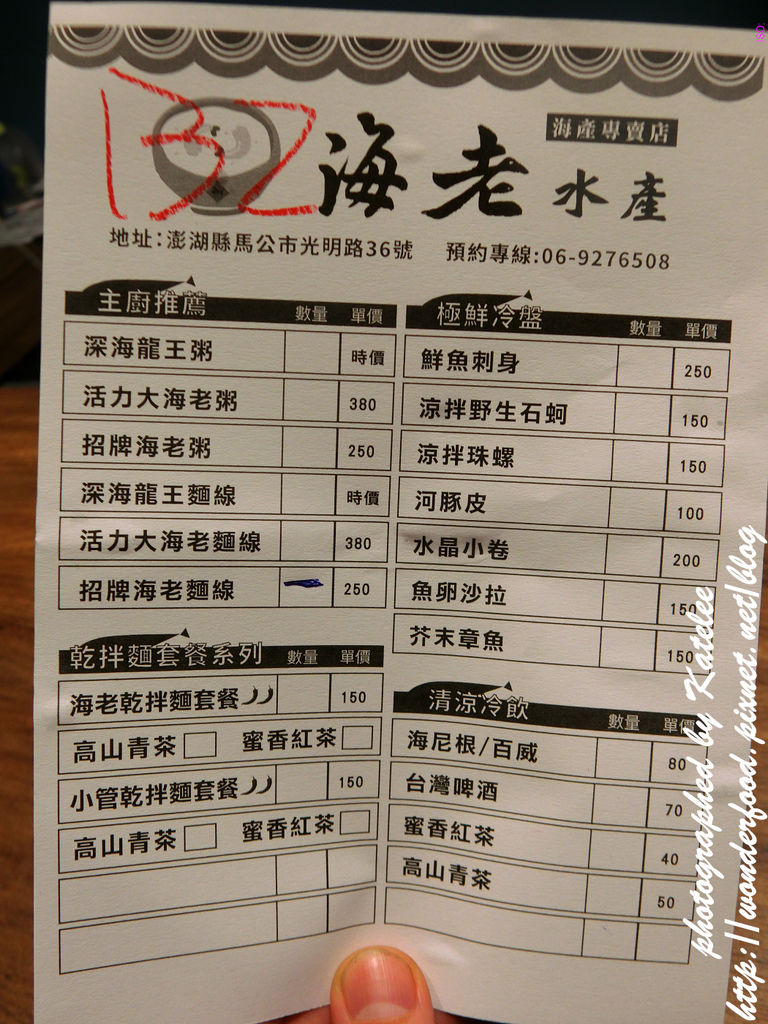 B2
海老水產
海產專賣店
地址:澎湖縣馬公市光明路36號 預約專線:06-9276508
主廚推薦 數量 單價
深海龍王粥 時價
活力大海老粥 380
招牌海老粥 250
深海龍王麵線 時價
活力大海老麵線 380
招牌海老麵線 250
乾拌麵套餐系列 數量 單價
海老乾拌麵套餐 150
高山青茶 蜜香紅茶
小管乾拌麵套餐 150
高山青茶 蜜香紅茶
極鮮冷盤 數量 單價
鮮魚刺身 250
涼拌野生石蚵 150
涼拌珠螺 150
河豚皮 100
水晶小卷 200
魚卵沙拉 150
芥末章魚 150
清涼冷飲 數量 單價
海尼根/百威 80
台灣啤酒 70
蜜香紅茶 40
高山青茶 50
photographed by Katelee
http://wonderfood.pixnet.net/blog